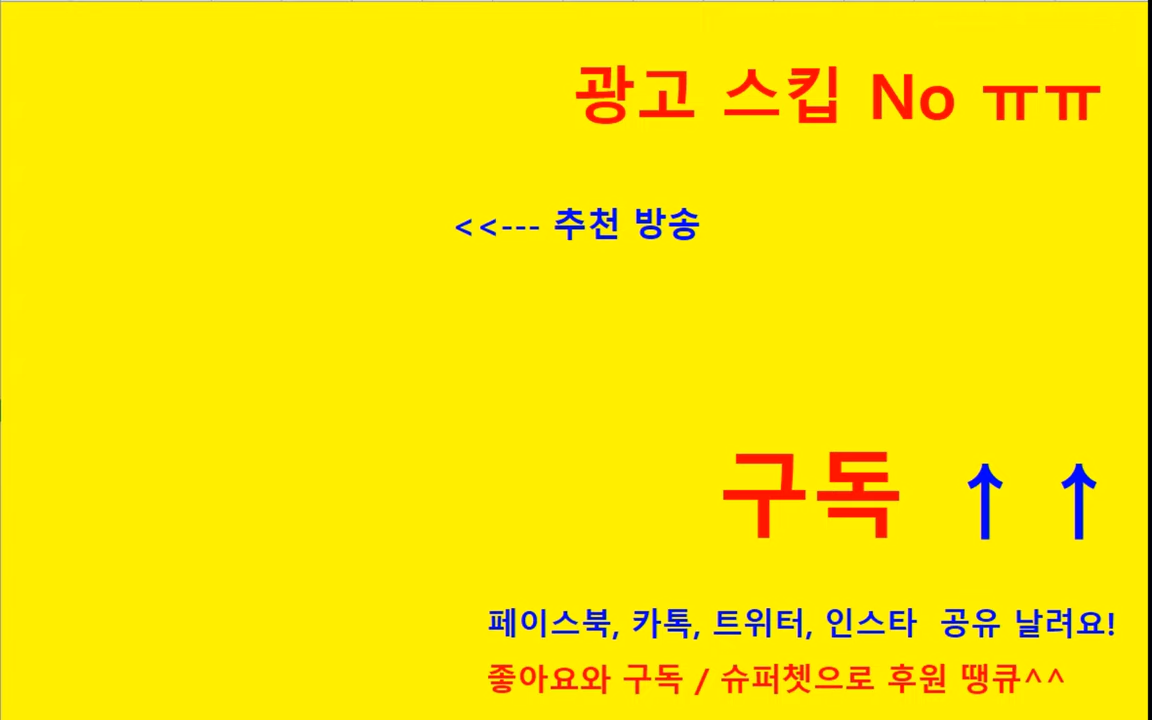 광고 스킵 No ㅠㅠ
<<--- 추천 방송
구독 ↑ ↑
페이스북, 카톡, 트위터, 인스타 공유 날려요!
좋아요와 구독 / 슈퍼쳇으로 후원 땡큐^^